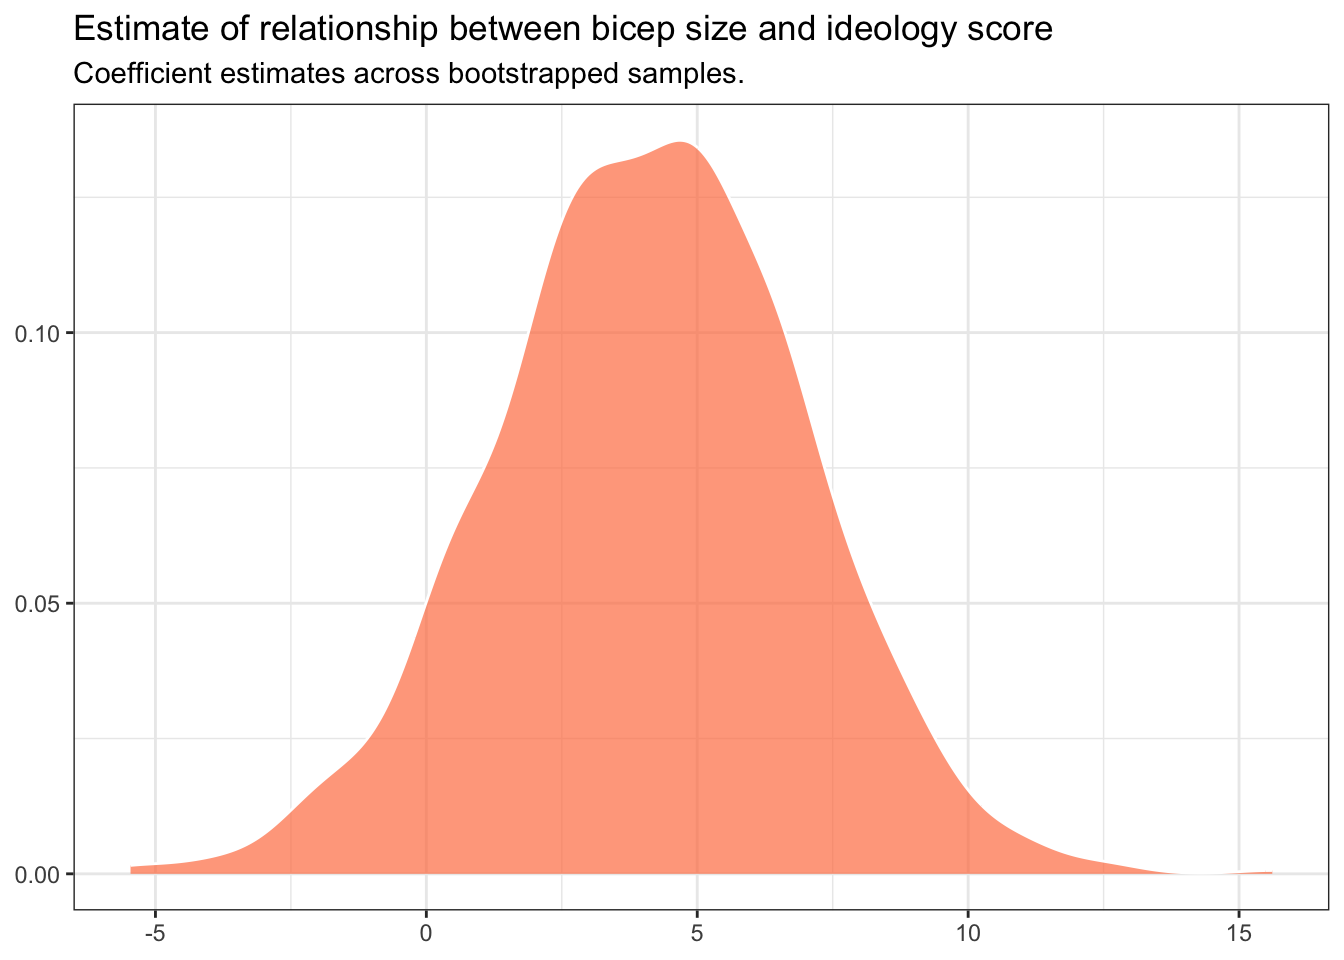 Estimate of relationship between bicep size and ideology score
Coefficient estimates across bootstrapped samples.
0.10
0.05
0.00
-5 0 5 10 15